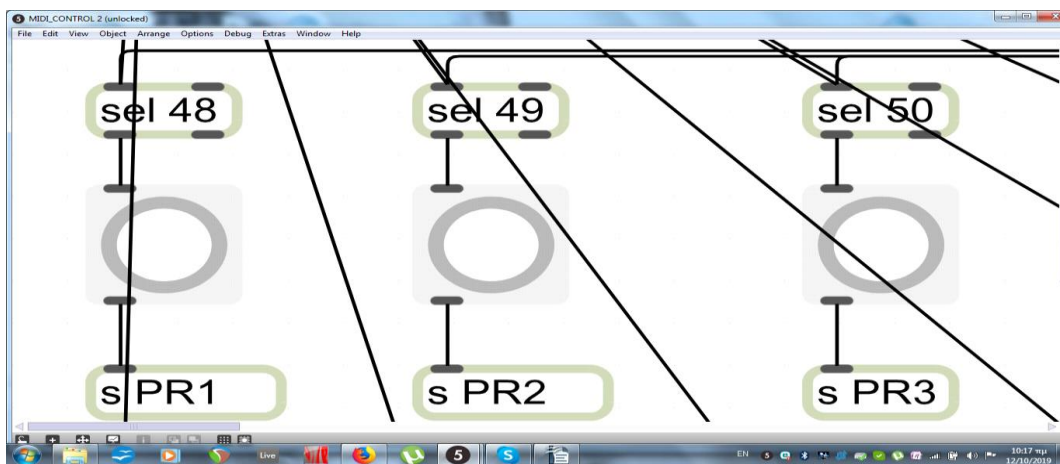 MIDI_CONTROL 2 (unlocked)
File Edit View Object Arrange Options Debug Extras Window Help
sel 48 sel 49 sel 50
s PR1 s PR2 s PR3
Live EN 10:17 πμ
12/10/2019